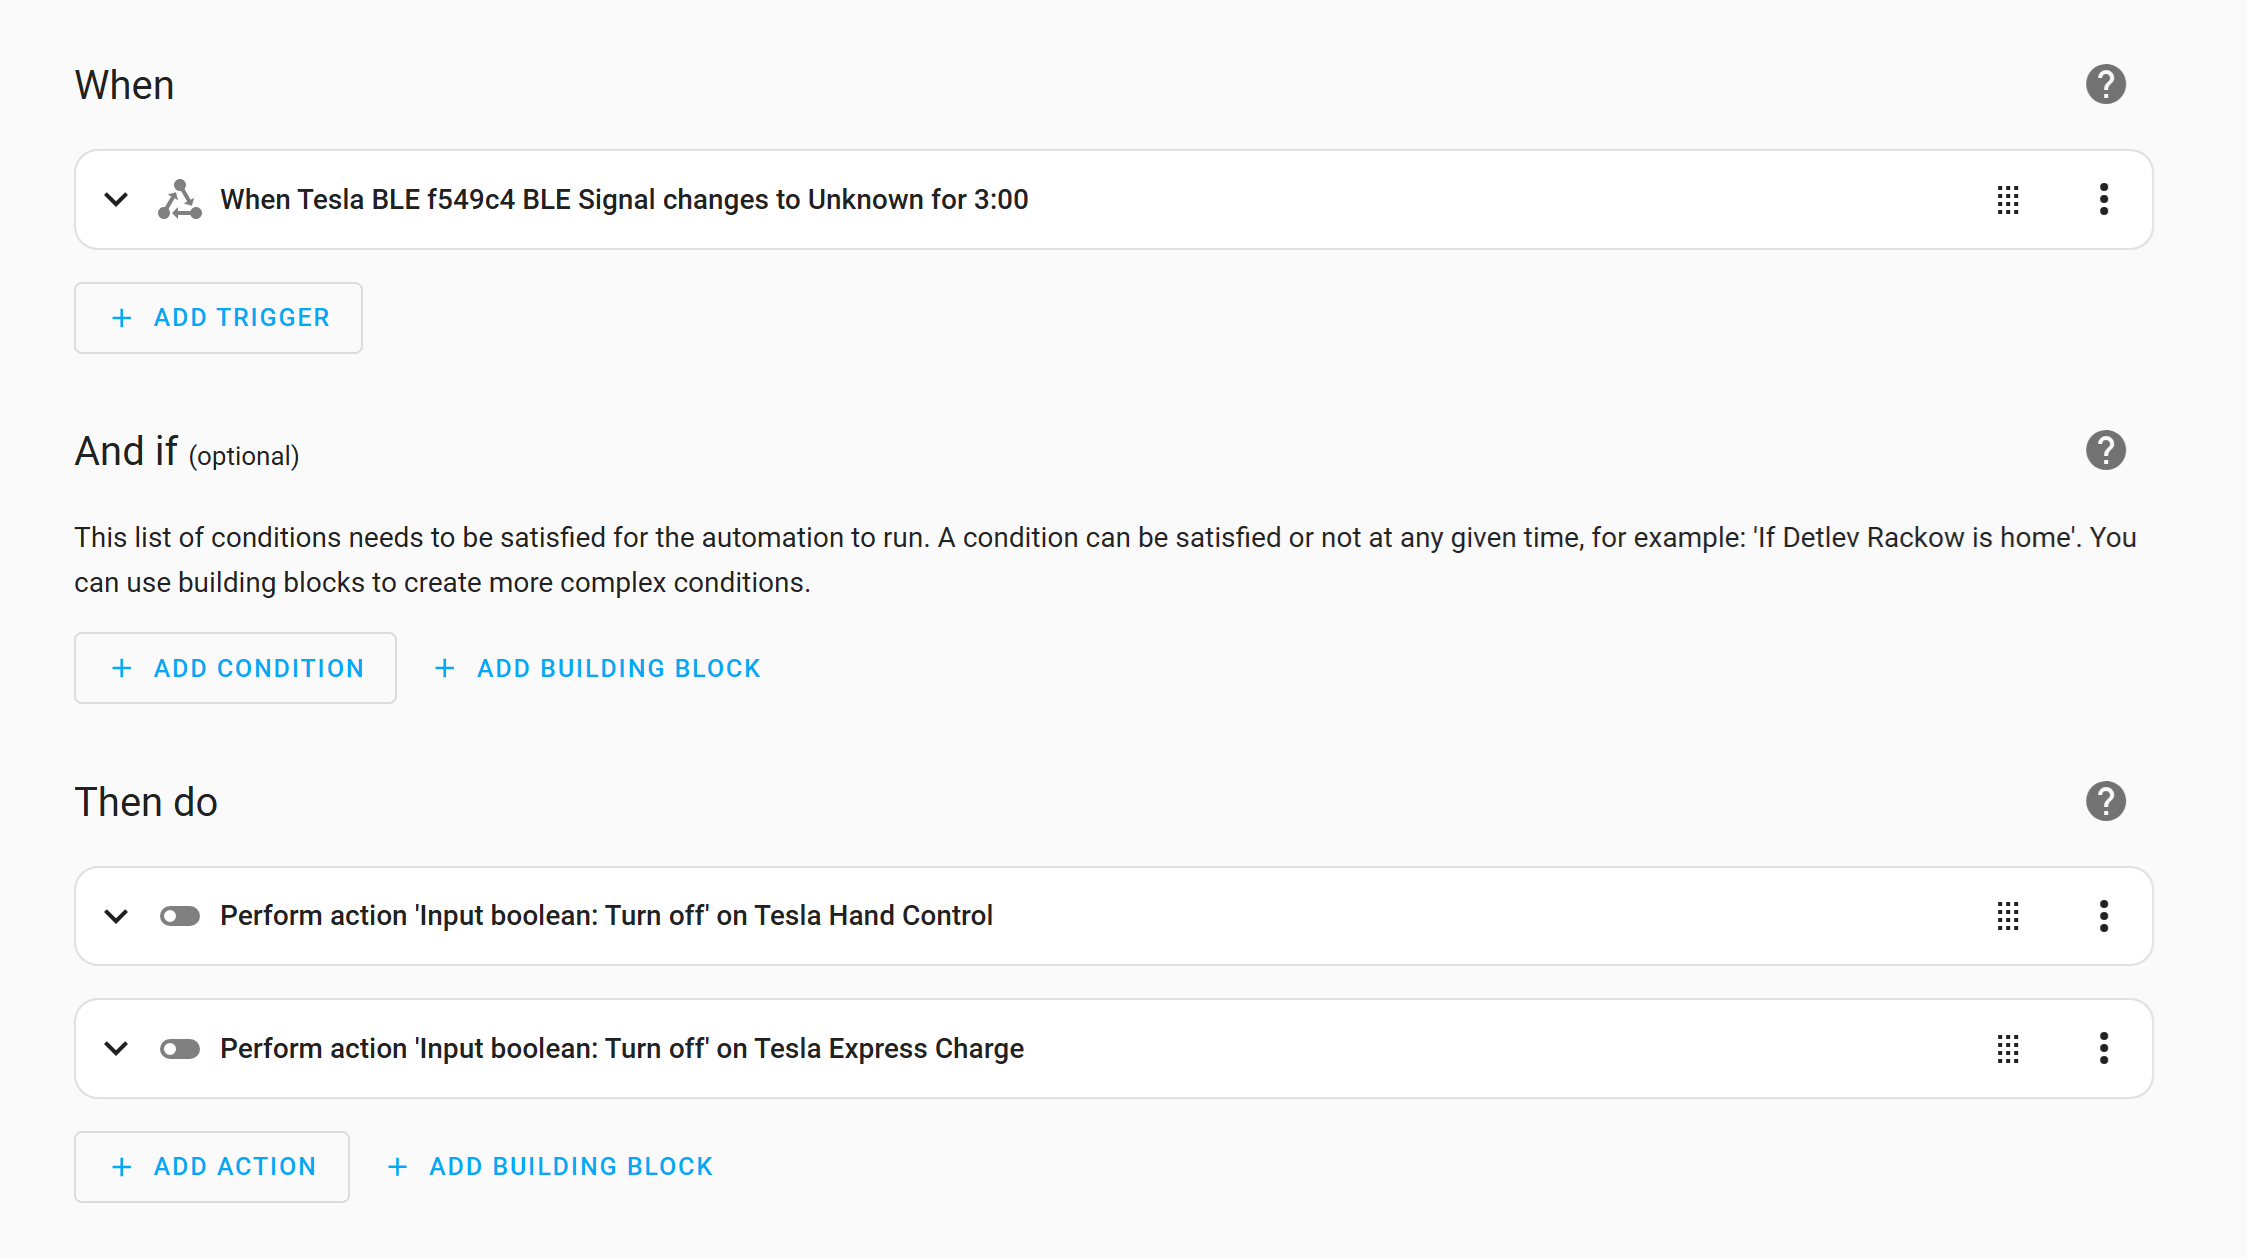 When
When Tesla BLE f549c4 BLE Signal changes to Unknown for 3:00
+ ADD TRIGGER
And if (optional)
This list of conditions needs to be satisfied for the automation to run. A condition can be satisfied or not at any given time, for example: 'If Detlev Rackow is home'. You
can use building blocks to create more complex conditions.
+ ADD CONDITION + ADD BUILDING BLOCK
Then do
Perform action 'Input boolean: Turn off' on Tesla Hand Control
Perform action 'Input boolean: Turn off' on Tesla Express Charge
+ ADD ACTION + ADD BUILDING BLOCK